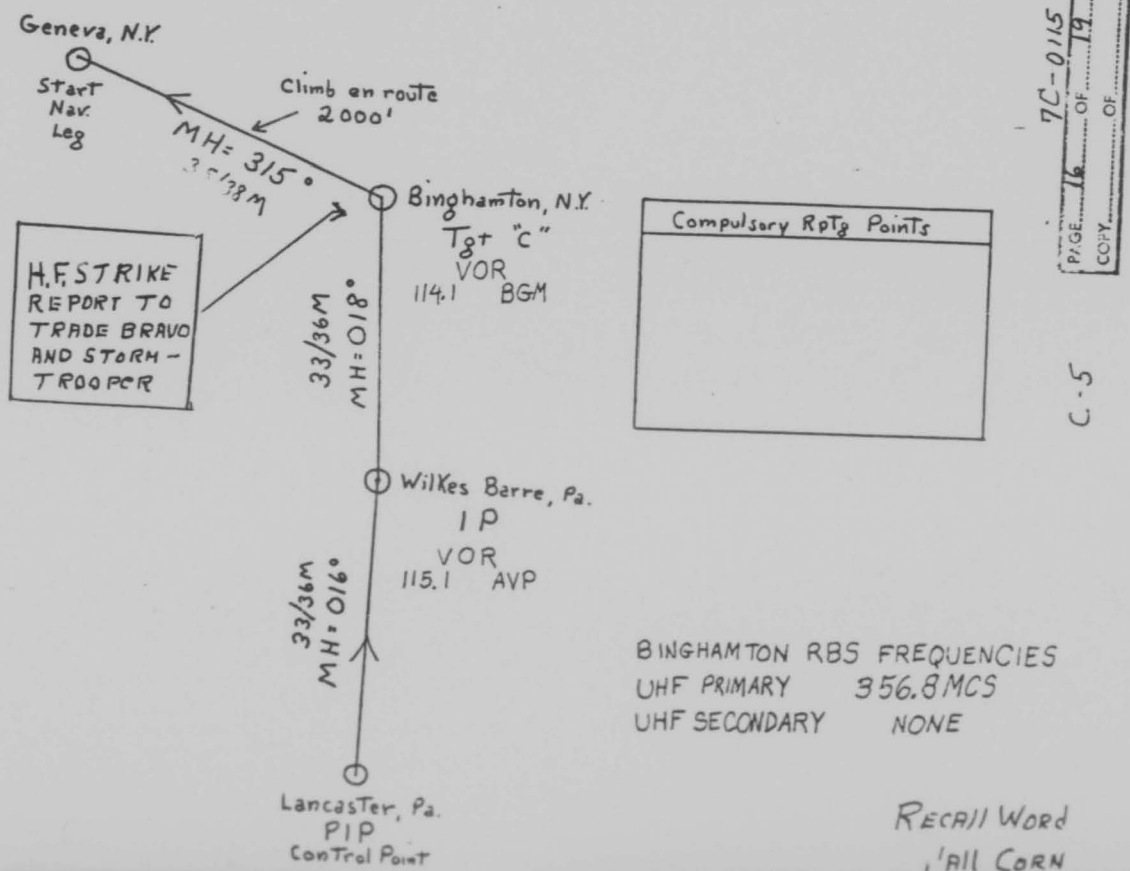 Geneva, N.Y.
Start
Nav.
Leg
Climb en route
2000'
MH= 315°
Binghamton, N.Y.
Tgt "C"
VOR
114.1 BGM
H.F. STRIKE
REPORT TO
TRADE BRAVO
AND STORM-
TROOPER
33/36M
MH=018°
Wilkes Barre, Pa.
IP
VOR
115.1 AVP
33/36M
MH=016°
Lancaster, Pa.
PIP
Control Point
Compulsory Rptg Points
7C-0115
PAGE 16 OF 19
COPY OF
C-5
BINGHAMTON RBS FREQUENCIES
UHF PRIMARY 356.8 MCS
UHF SECONDARY NONE
RECAll WORd
CORN